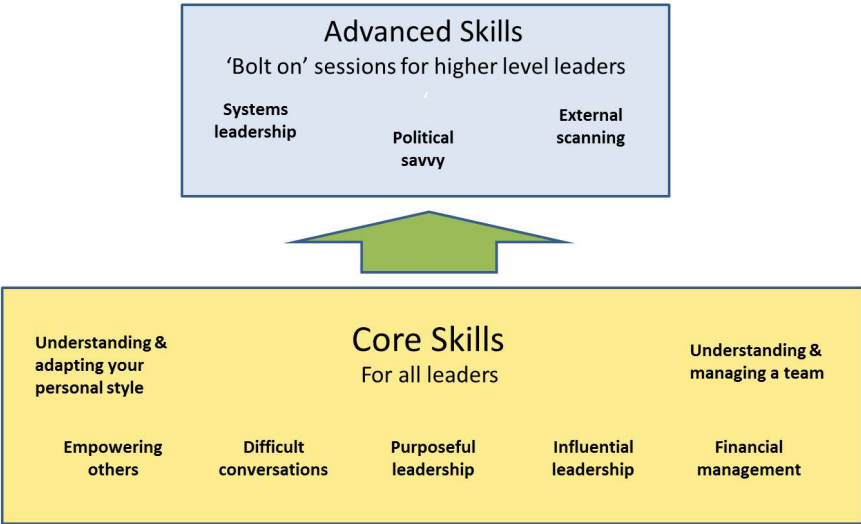 Advanced Skills
‘Bolt on’ sessions for higher level leaders
Systems
leadership
Political
savvy
External
scanning
Core Skills
For all leaders
Understanding &
adapting your
personal style
Understanding &
managing a team
Empowering
others
Difficult
conversations
Purposeful
leadership
Influential
leadership
Financial
management